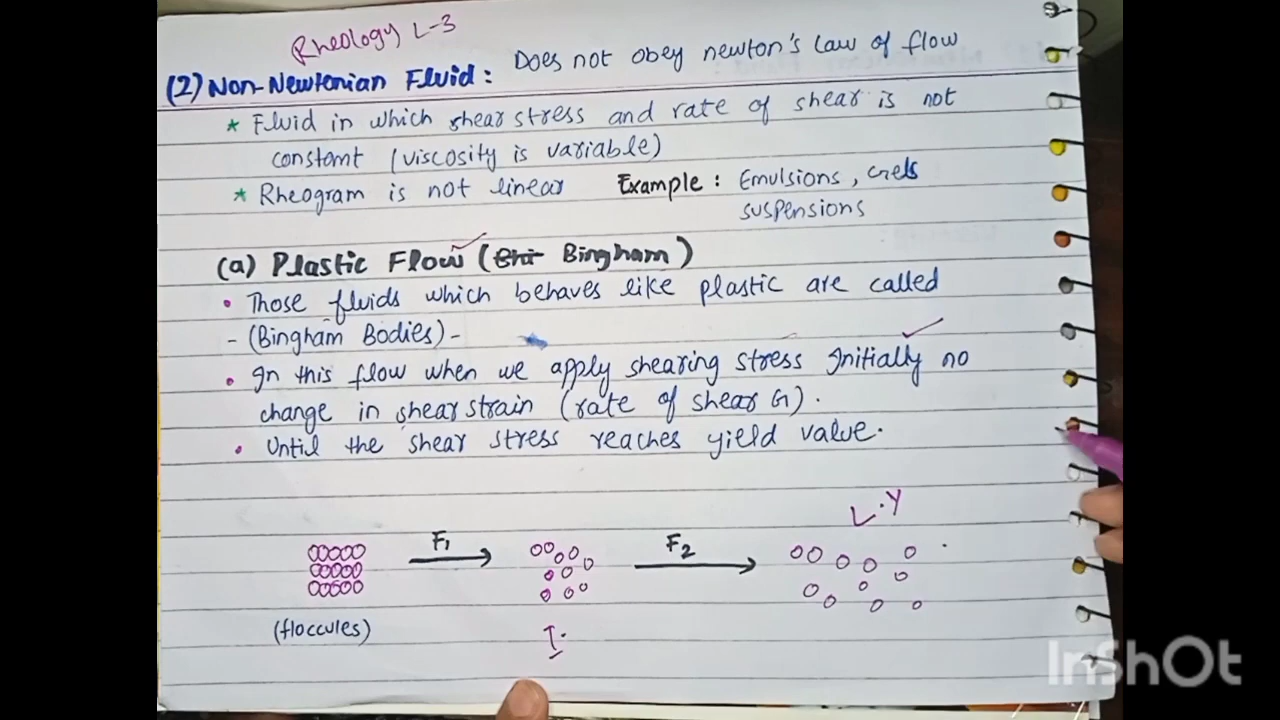 Rheology L-3
(2) Non-Newtonian Fluid: Does not obey newton's law of flow
* Fluid in which shear stress and rate of shear is not
constant (viscosity is variable)
* Rheogram is not linear Example: Emulsions, Gels
suspensions
(a) Plastic Flow ( Bingham)
• Those fluids which behaves like plastic are called
- (Bingham Bodies) -
• In this flow when we apply shearing stress Initially no
change in shear strain (rate of shear G).
• Until the shear stress reaches yield value.
L.Y
F1 F2
(floccules)
I.
InShOt